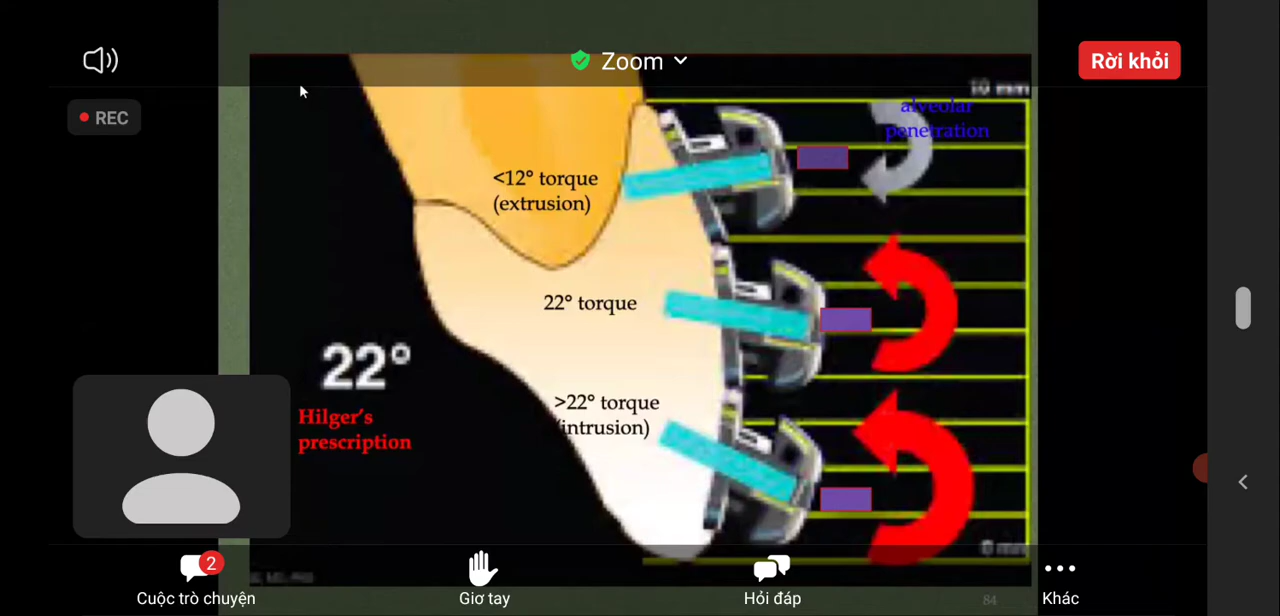 Zoom
Rời khỏi
REC
10 mm
alveolar
penetration
<12° torque
(extrusion)
22° torque
22°
>22° torque
(intrusion)
Hilger's
prescription
0 mm
84
2
Cuộc trò chuyện
Giơ tay
Hỏi đáp
Khác